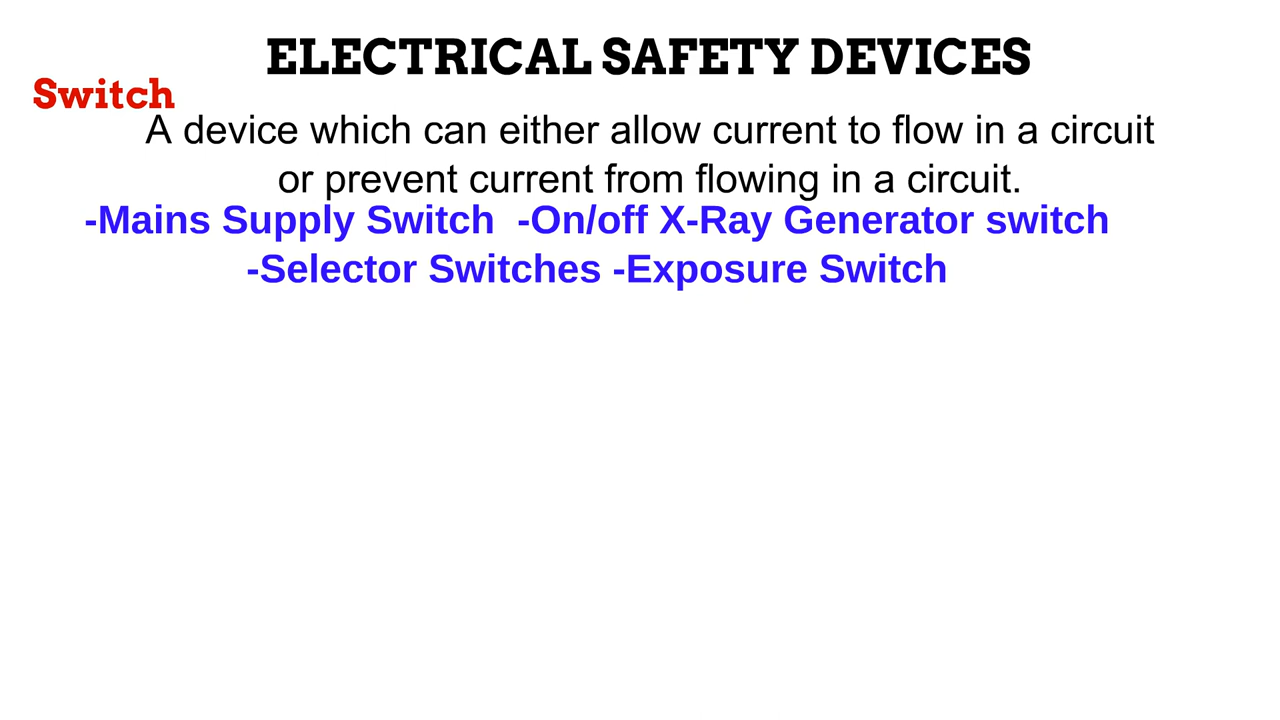 ELECTRICAL SAFETY DEVICES
Switch
A device which can either allow current to flow in a circuit
or prevent current from flowing in a circuit.
-Mains Supply Switch  -On/off X-Ray Generator switch
-Selector Switches -Exposure Switch